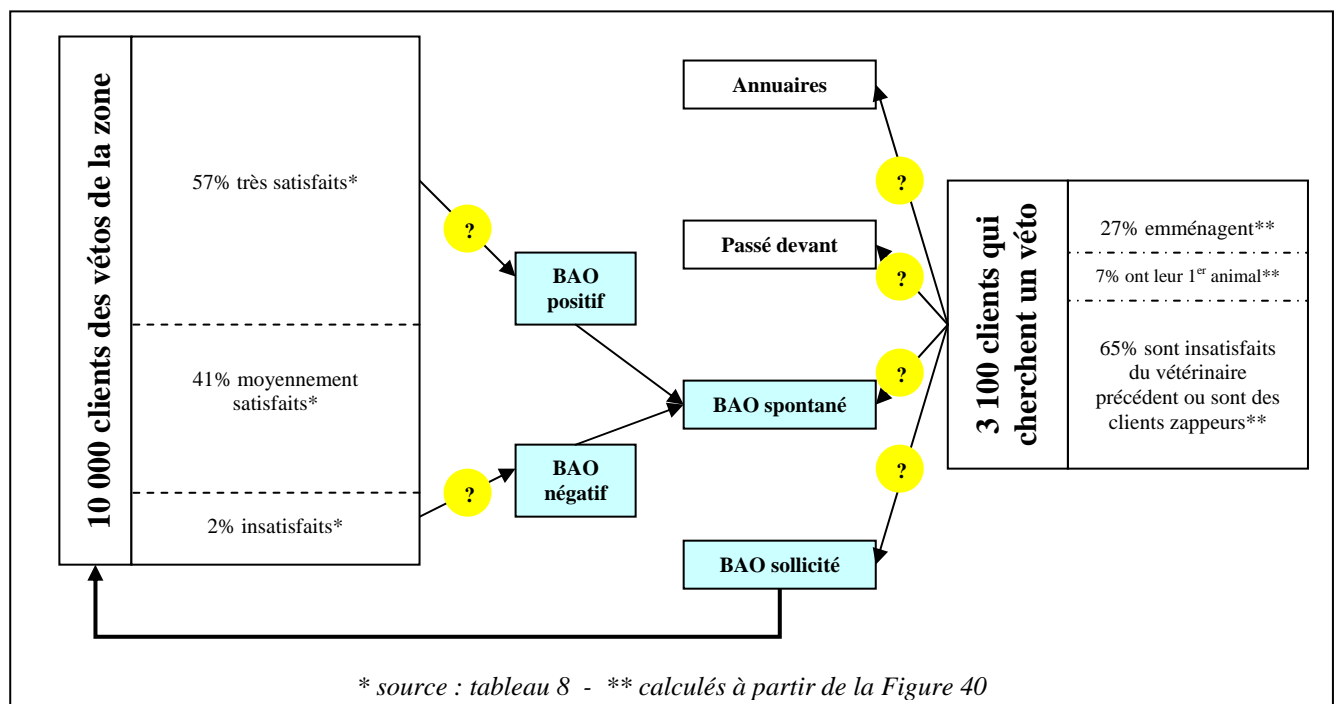 10 000 clients des vétos de la zone
57% très satisfaits*
41% moyennement
satisfaits*
2% insatisfaits*
?
?
BAO
positif
BAO
négatif
Annuaires
Passé devant
BAO spontané
BAO sollicité
?
?
?
?
3 100 clients qui
cherchent un véto
27% emménagent**
7% ont leur 1er animal**
65% sont insatisfaits
du vétérinaire
précédent ou sont des
clients zappeurs**
* source : tableau 8 - ** calculés à partir de la Figure 40